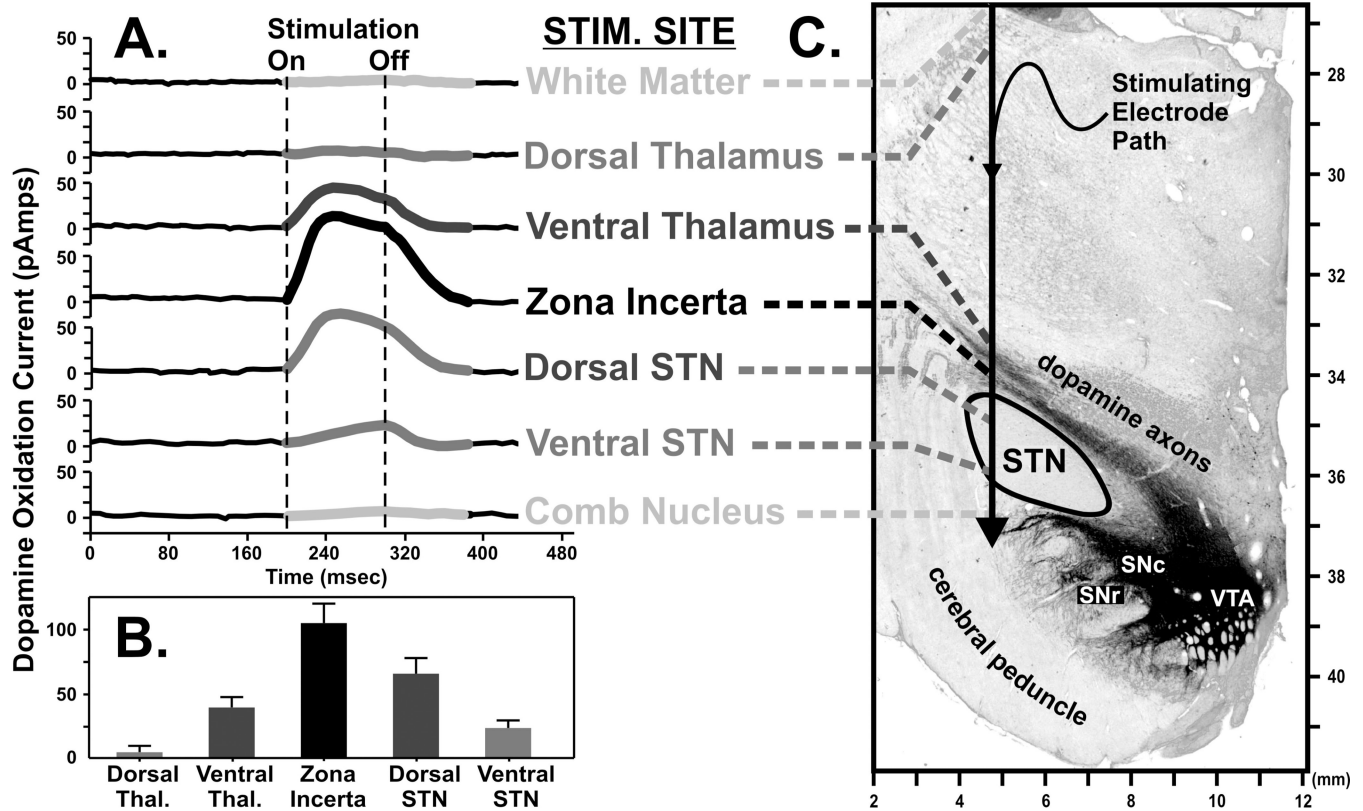 A.
Stimulation
On Off
STIM. SITE
C.
Dopamine Oxidation Current (pAmps)
50
0
White Matter
50
0
Dorsal Thalamus
50
0
Ventral Thalamus
50
0
Zona Incerta
50
0
Dorsal STN
50
0
Ventral STN
50
0
Comb Nucleus
0 80 160 240 320 400 480
Time (msec)
B.
100
50
0
Dorsal Thal.
Ventral Thal.
Zona Incerta
Dorsal STN
Ventral STN
Stimulating
Electrode
Path
dopamine axons
STN
SNc
SNr
VTA
cerebral peduncle
28
30
32
34
36
38
40
(mm)
2 4 6 8 10 12